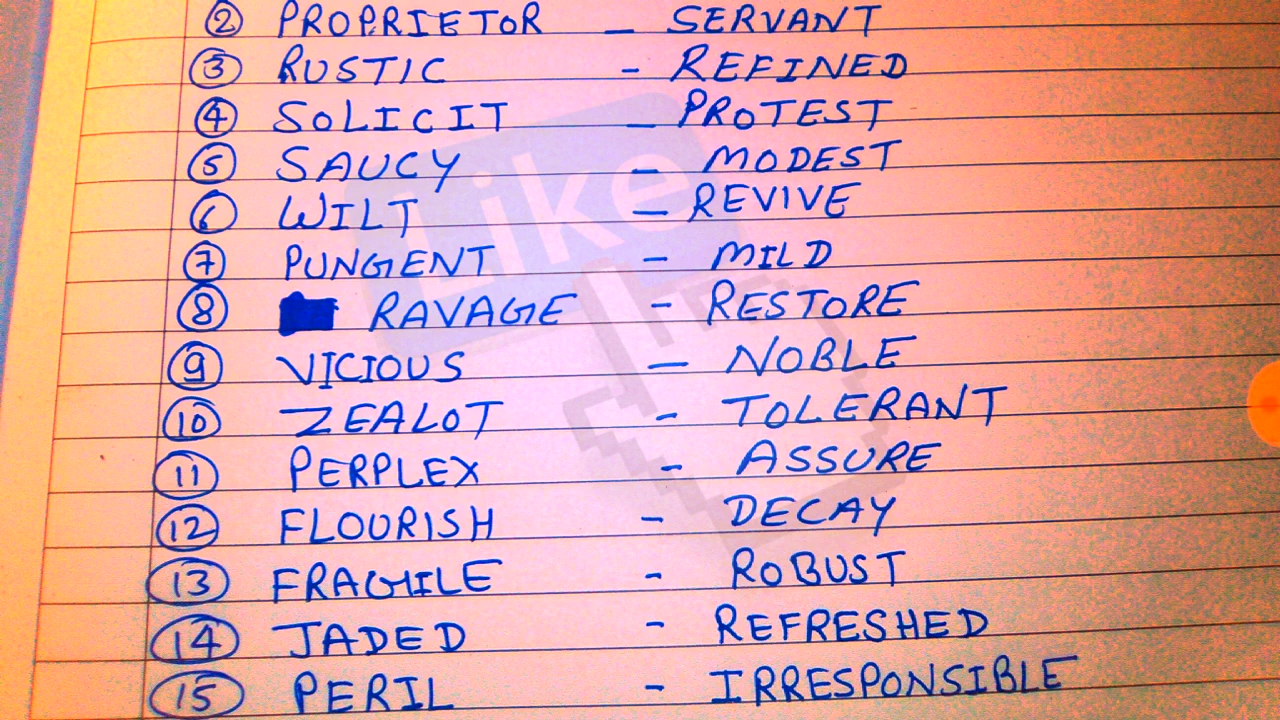 ② PROPRIETOR – SERVANT
③ RUSTIC - REFINED
④ SOLICIT – PROTEST
⑤ SAUCY – MODEST
⑥ WILT – REVIVE
⑦ PUNGENT – MILD
⑧ RAVAGE - RESTORE
⑨ VICIOUS — NOBLE
⑩ ZEALOT - TOLERANT
⑪ PERPLEX - ASSURE
⑫ FLOURISH - DECAY
⑬ FRAGILE - ROBUST
⑭ JADED - REFRESHED
⑮ PERIL - IRRESPONSIBLE
Like